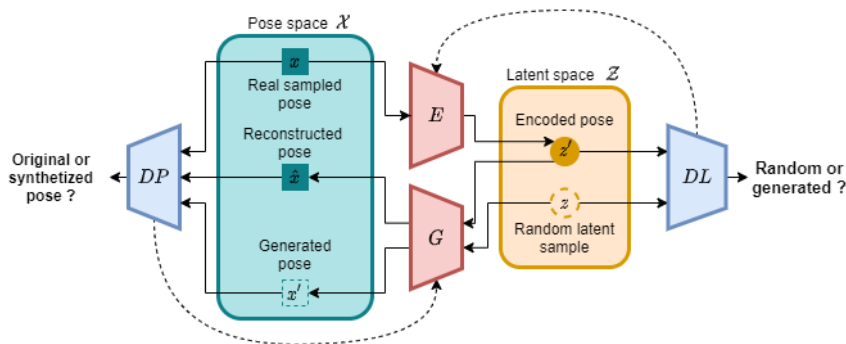 Pose space 𝒳
x
Real sampled
pose
Reconstructed
pose
x̂
Generated
pose
x′
Original or
synthetized
pose ?
DP
E
G
Latent space 𝒵
Encoded pose
z′
z
Random latent
sample
DL
Random or
generated ?